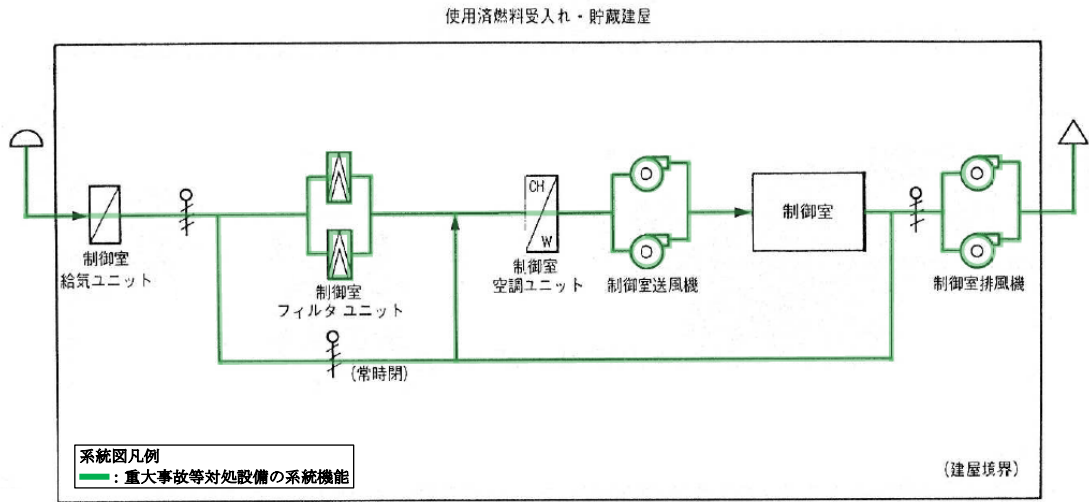 使用済燃料受入れ・貯蔵建屋
制御室
給気ユニット
制御室
フィルタ ユニット
CH
W
制御室
空調ユニット
制御室送風機
制御室
制御室排風機
(常時閉)
系統図凡例
：重大事故等対処設備の系統機能
(建屋境界)